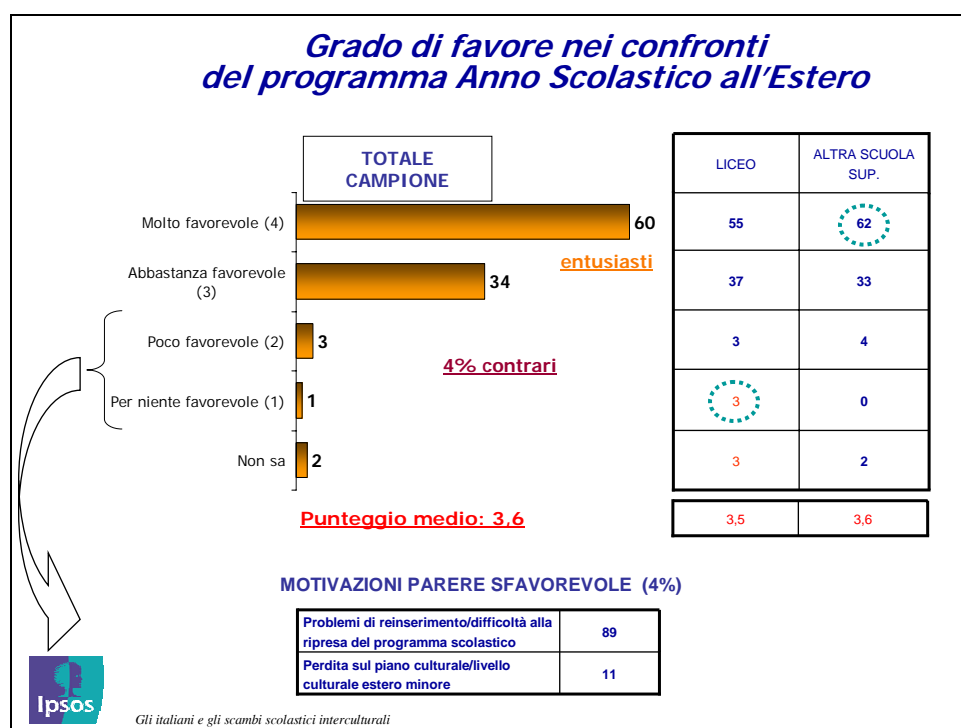 Grado di favore nei confronti
del programma Anno Scolastico all'Estero
TOTALE
CAMPIONE
LICEO
ALTRA SCUOLA
SUP.
Molto favorevole (4)
60
55
62
entusiasti
Abbastanza favorevole
(3)
34
37
33
Poco favorevole (2)
3
3
4
4% contrari
Per niente favorevole (1)
1
3
0
Non sa
2
3
2
Punteggio medio: 3,6
3,5
3,6
MOTIVAZIONI PARERE SFAVOREVOLE (4%)
Problemi di reinserimento/difficoltà alla
ripresa del programma scolastico
89
Perdita sul piano culturale/livello
culturale estero minore
11
Ipsos
Gli italiani e gli scambi scolastici interculturali